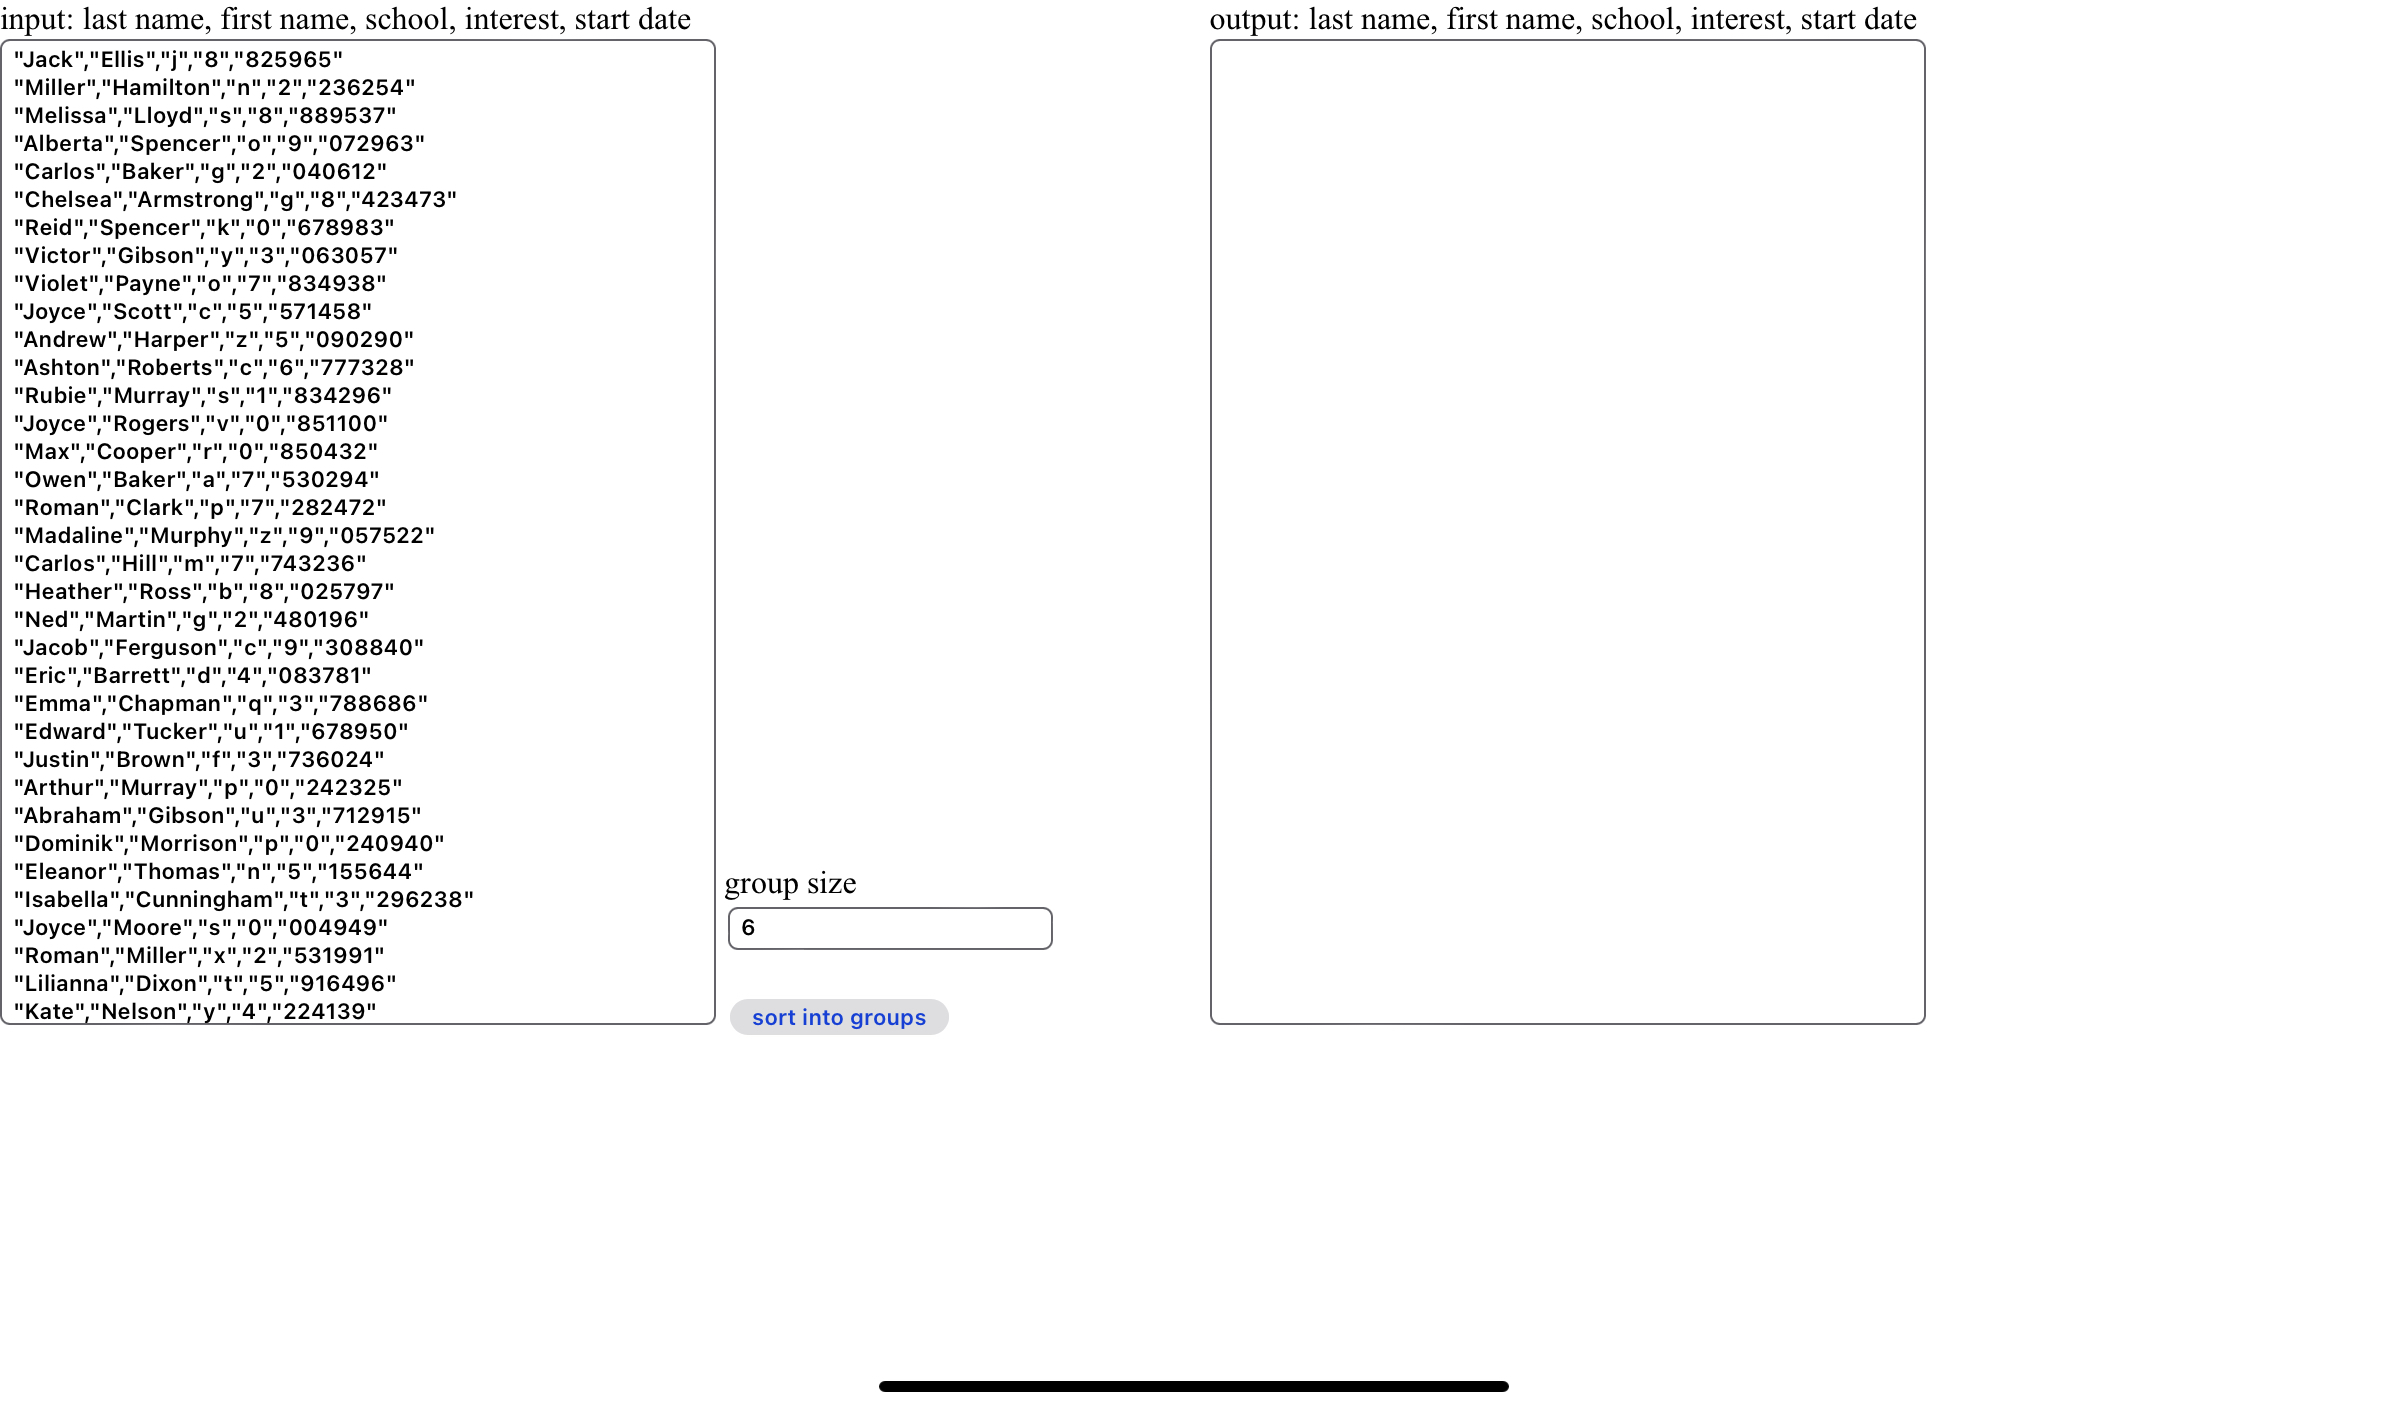 input: last name, first name, school, interest, start date
"Jack","Ellis","j","8","825965"
"Miller","Hamilton","n","2","236254"
"Melissa","Lloyd","s","8","889537"
"Alberta","Spencer","o","9","072963"
"Carlos","Baker","g","2","040612"
"Chelsea","Armstrong","g","8","423473"
"Reid","Spencer","k","0","678983"
"Victor","Gibson","y","3","063057"
"Violet","Payne","o","7","834938"
"Joyce","Scott","c","5","571458"
"Andrew","Harper","z","5","090290"
"Ashton","Roberts","c","6","777328"
"Rubie","Murray","s","1","834296"
"Joyce","Rogers","v","0","851100"
"Max","Cooper","r","0","850432"
"Owen","Baker","a","7","530294"
"Roman","Clark","p","7","282472"
"Madaline","Murphy","z","9","057522"
"Carlos","Hill","m","7","743236"
"Heather","Ross","b","8","025797"
"Ned","Martin","g","2","480196"
"Jacob","Ferguson","c","9","308840"
"Eric","Barrett","d","4","083781"
"Emma","Chapman","q","3","788686"
"Edward","Tucker","u","1","678950"
"Justin","Brown","f","3","736024"
"Arthur","Murray","p","0","242325"
"Abraham","Gibson","u","3","712915"
"Dominik","Morrison","p","0","240940"
"Eleanor","Thomas","n","5","155644"
"Isabella","Cunningham","t","3","296238"
"Joyce","Moore","s","0","004949"
"Roman","Miller","x","2","531991"
"Lilianna","Dixon","t","5","916496"
"Kate","Nelson","y","4","224139"
group size
6
sort into groups
output: last name, first name, school, interest, start date